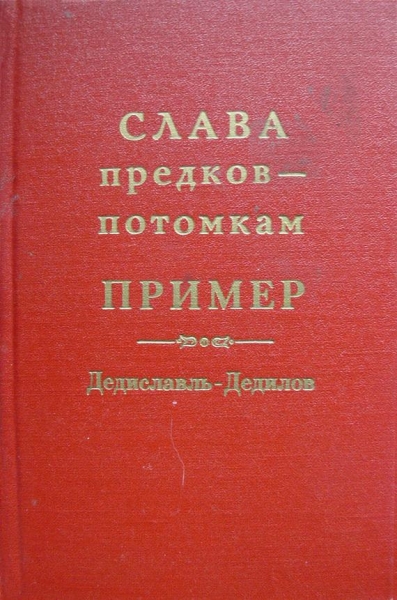 СЛАВА
предков —
потомкам
ПРИМЕР
Дедиславль-Дедилов